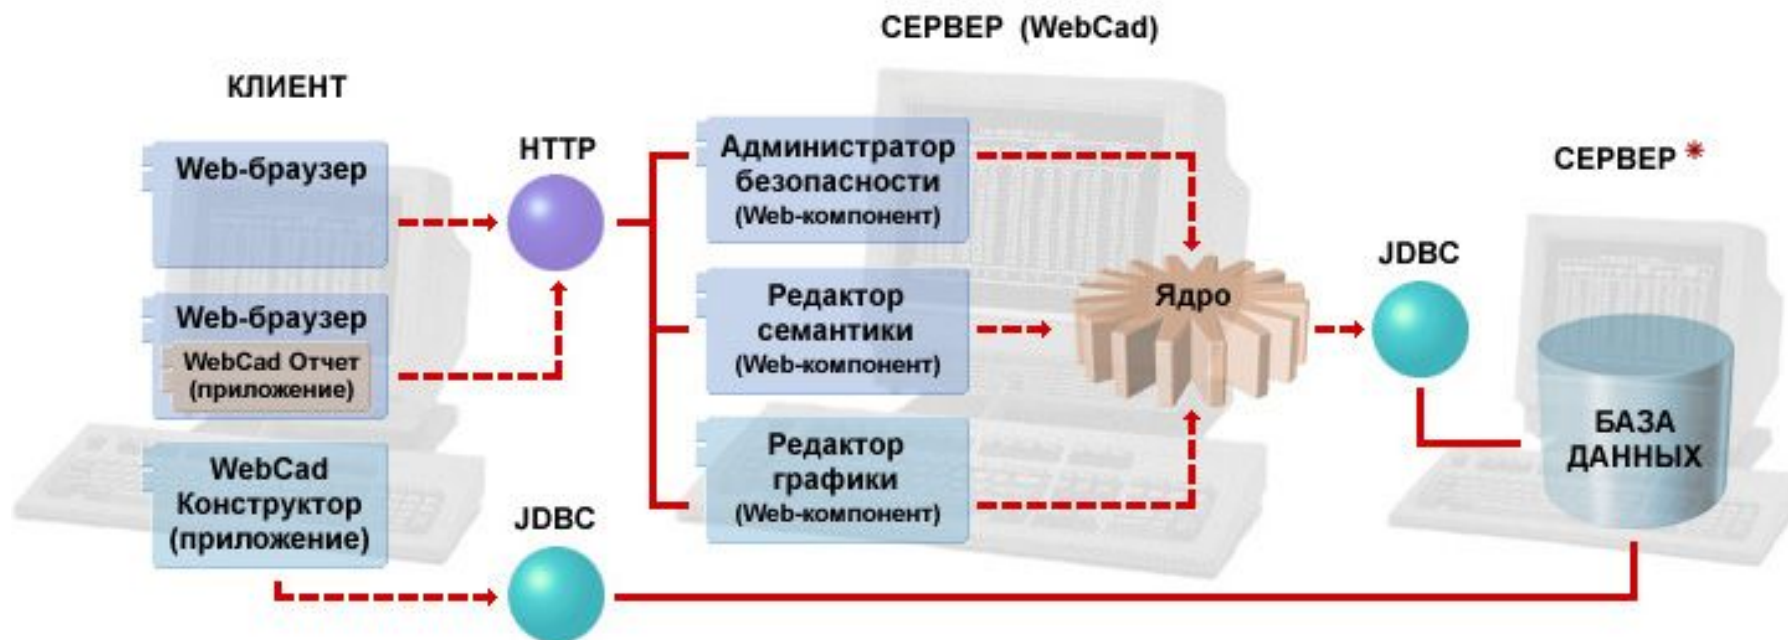 СЕРВЕР (WebCad)
КЛИЕНТ
Web-браузер
Web-браузер
WebCad Отчет
(приложение)
WebCad
Конструктор
(приложение)
HTTP
JDBC
Администратор
безопасности
(Web-компонент)
Редактор
семантики
(Web-компонент)
Редактор
графики
(Web-компонент)
Ядро
JDBC
СЕРВЕР *
БАЗА
ДАННЫХ